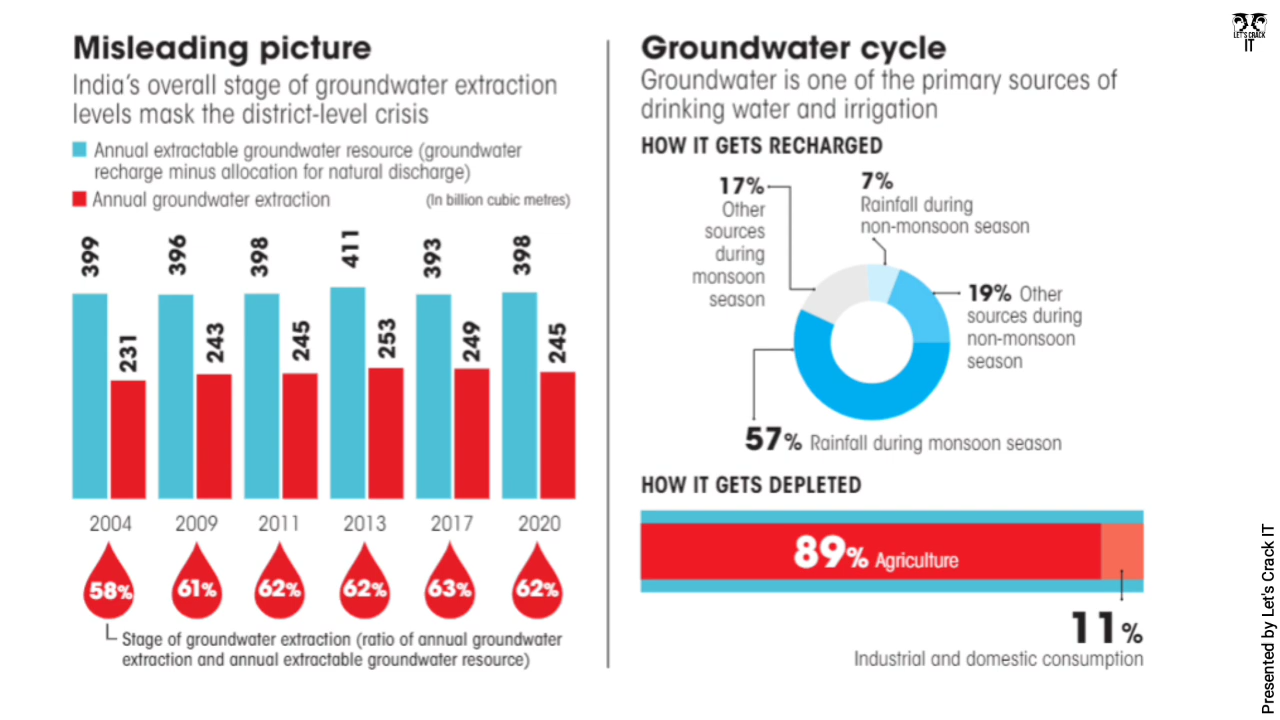 Misleading picture
India's overall stage of groundwater extraction
levels mask the district-level crisis
Annual extractable groundwater resource (groundwater
recharge minus allocation for natural discharge)
Annual groundwater extraction
(In billion cubic metres)
399
231
396
243
398
245
411
253
393
249
398
245
2004
2009
2011
2013
2017
2020
58%
61%
62%
62%
63%
62%
Stage of groundwater extraction (ratio of annual groundwater
extraction and annual extractable groundwater resource)
Groundwater cycle
Groundwater is one of the primary sources of
drinking water and irrigation
HOW IT GETS RECHARGED
17%
Other
sources
during
monsoon
season
7%
Rainfall during
non-monsoon season
19% Other
sources during
non-monsoon
season
57% Rainfall during monsoon season
HOW IT GETS DEPLETED
89% Agriculture
11%
Industrial and domestic consumption
LET'S CRACK
IT
Presented by Let's Crack IT